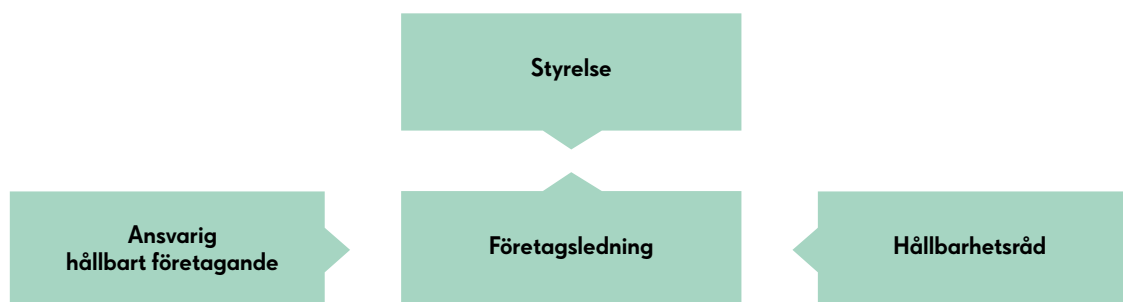 Styrelse
Ansvarig
hållbart företagande
Företagsledning
Hållbarhetsråd